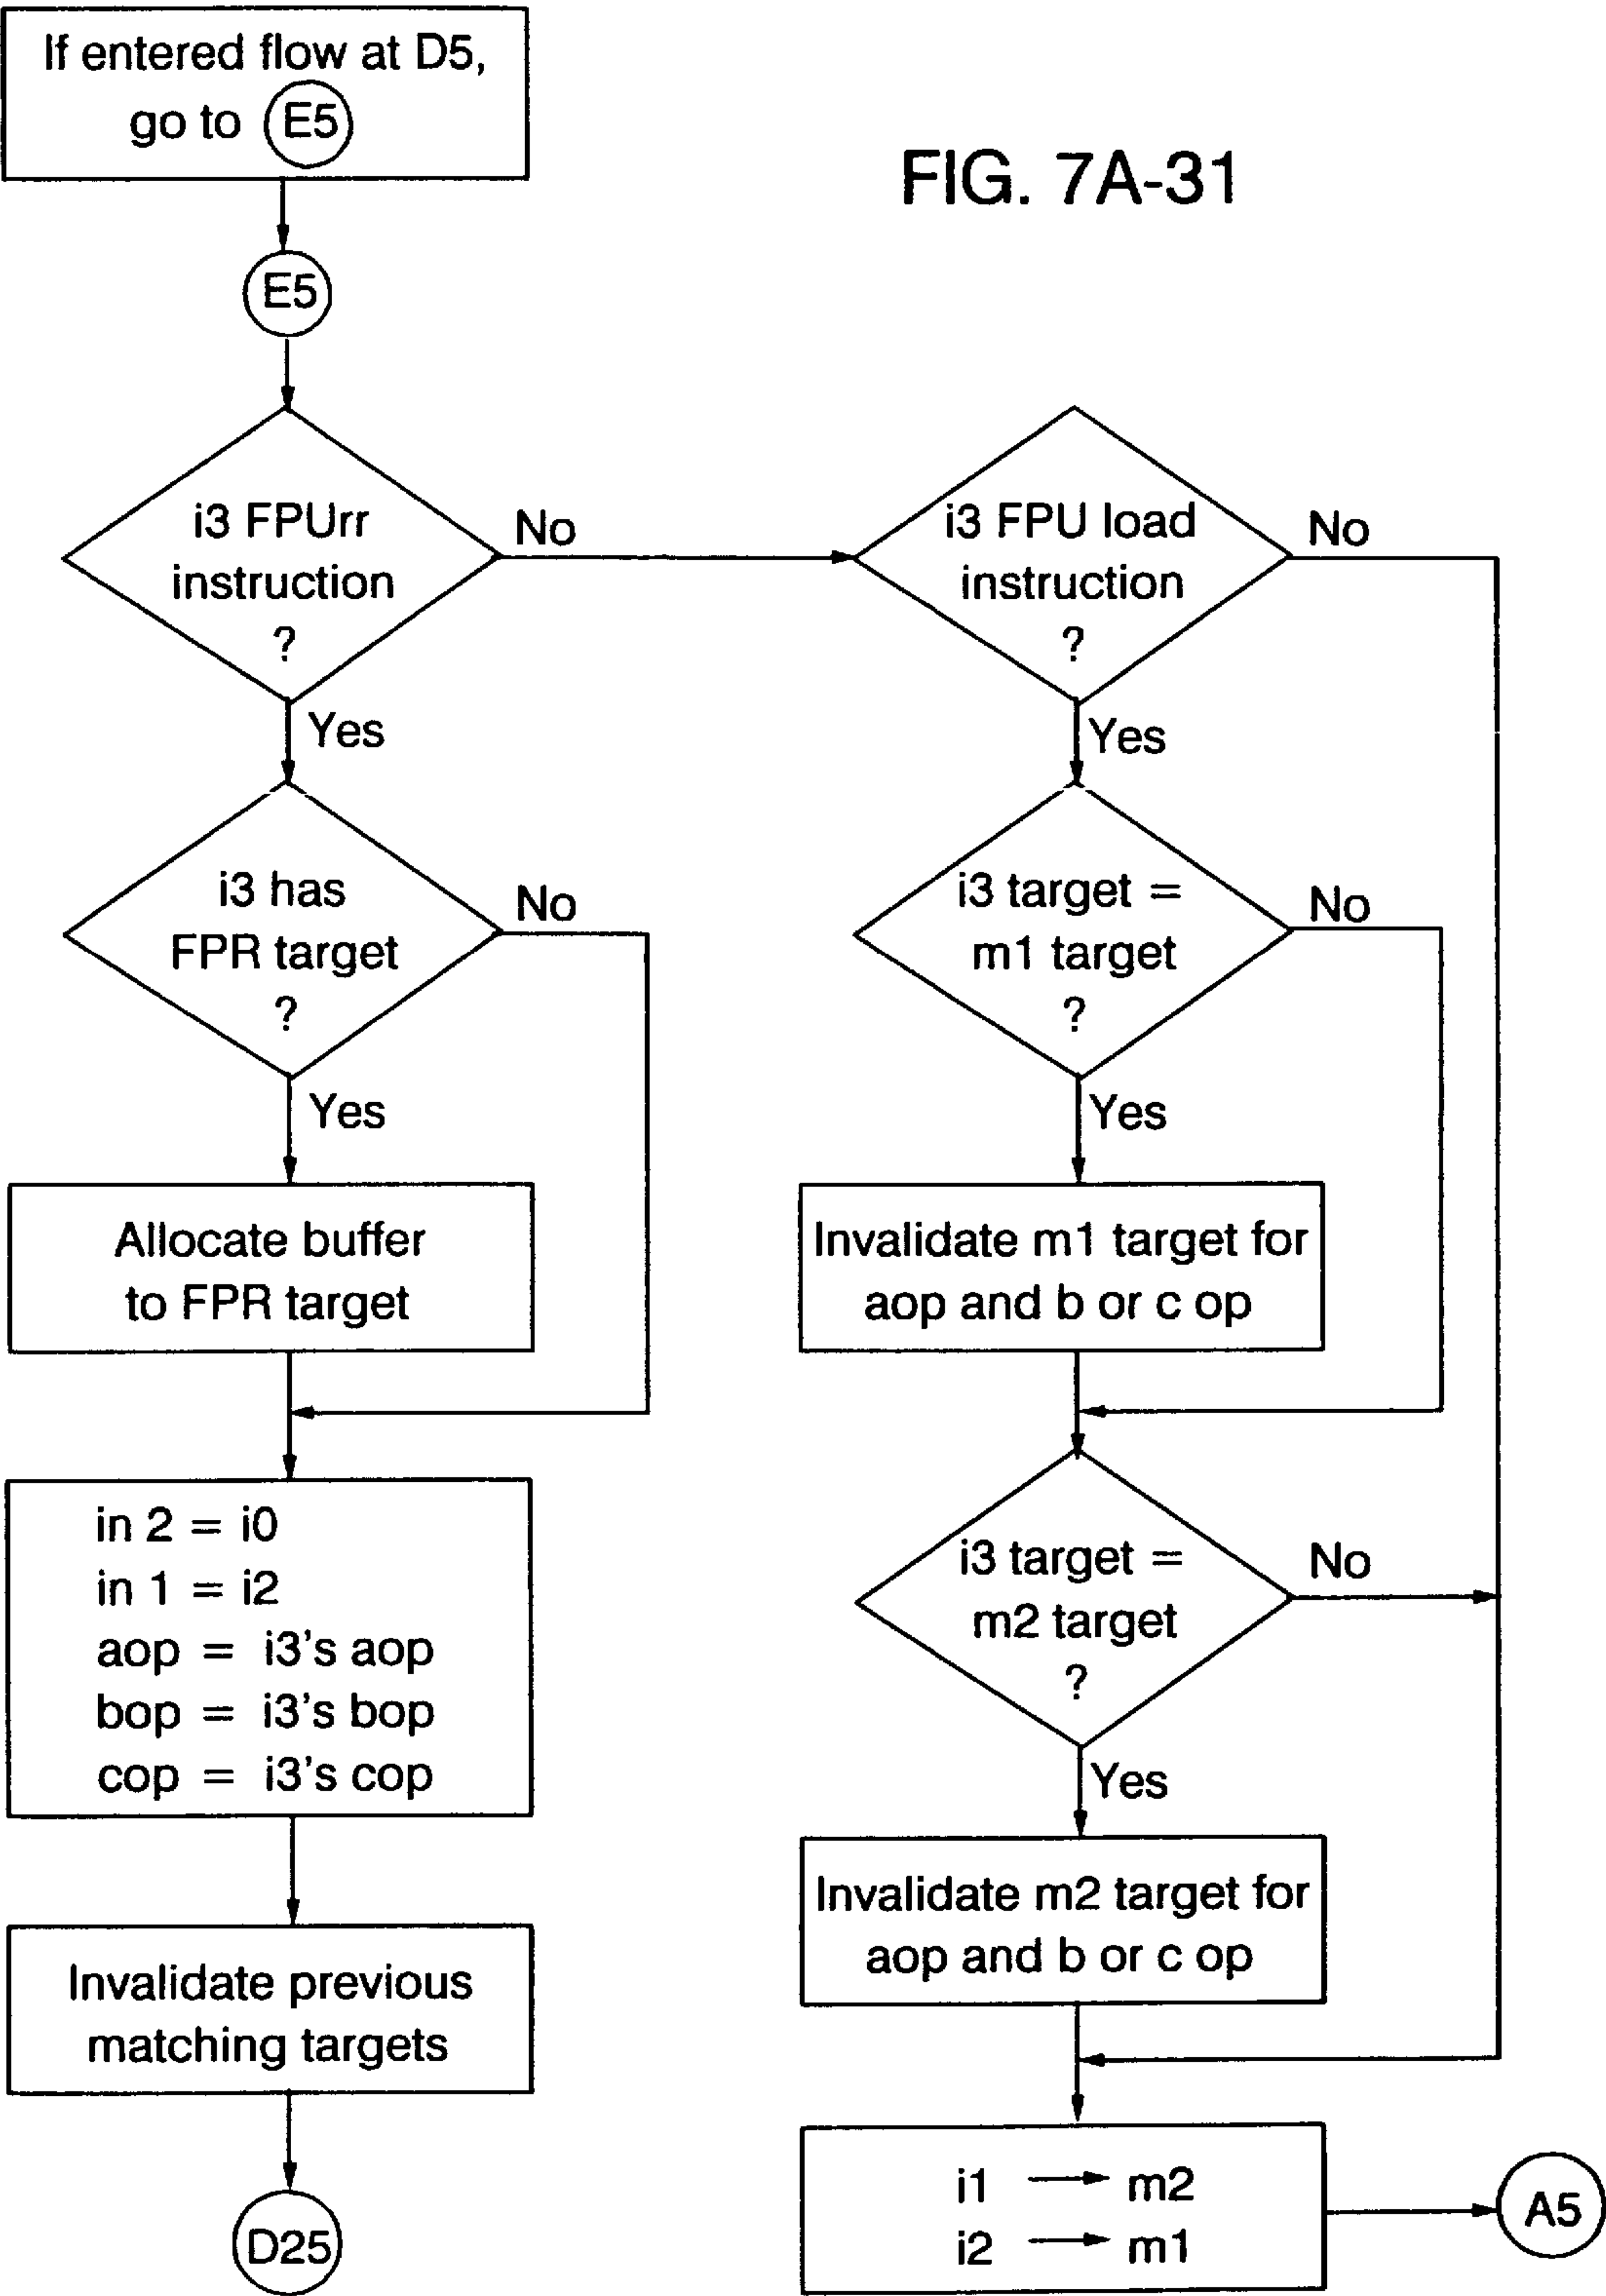 If entered flow at D5,
go to E5
FIG. 7A-31
E5
i3 FPUrr
instruction
?
No
Yes
i3 FPU load
instruction
?
No
Yes
i3 has
FPR target
?
No
Yes
i3 target =
m1 target
?
No
Yes
Allocate buffer
to FPR target
Invalidate m1 target for
aop and b or c op
in 2 = i0
in 1 = i2
aop = i3's aop
bop = i3's bop
cop = i3's cop
i3 target =
m2 target
?
No
Yes
Invalidate previous
matching targets
Invalidate m2 target for
aop and b or c op
D25
i1 → m2
i2 → m1
A5